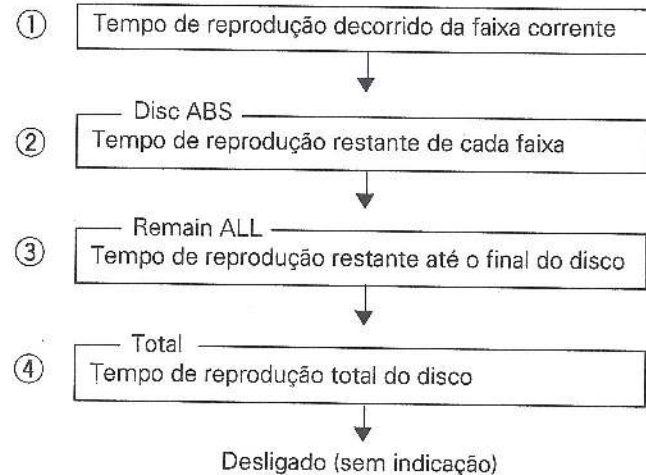 ① Tempo de reprodução decorrido da faixa corrente
Disc ABS
② Tempo de reprodução restante de cada faixa
Remain ALL
③ Tempo de reprodução restante até o final do disco
Total
④ Tempo de reprodução total do disco
Desligado (sem indicação)